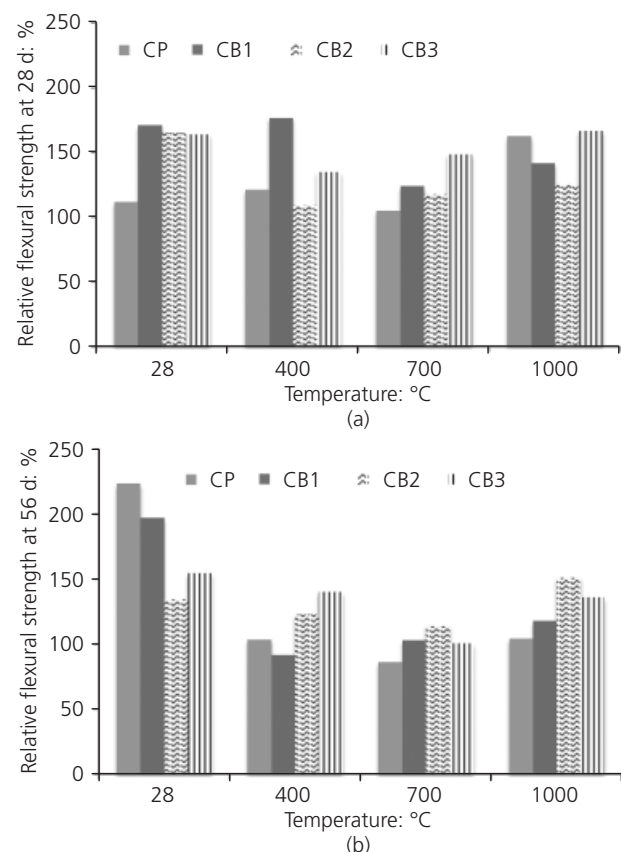 250
CP CB1 CB2 CB3
200
150
100
50
0
Relative flexural strength at 28 d: %
28 400 700 1000
Temperature: °C
(a)
250
CP CB1 CB2 CB3
200
150
100
50
0
Relative flexural strength at 56 d: %
28 400 700 1000
Temperature: °C
(b)